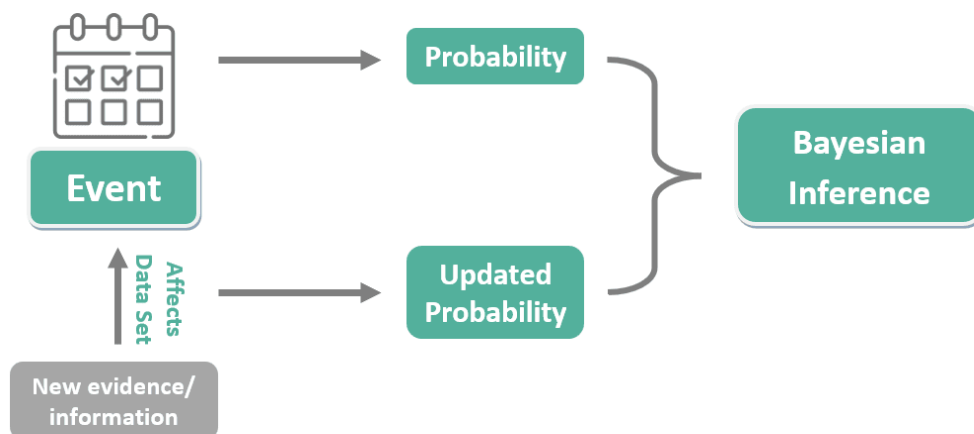 Probability
Bayesian
Inference
Event
Affects
Data Set
Updated
Probability
New evidence/
information